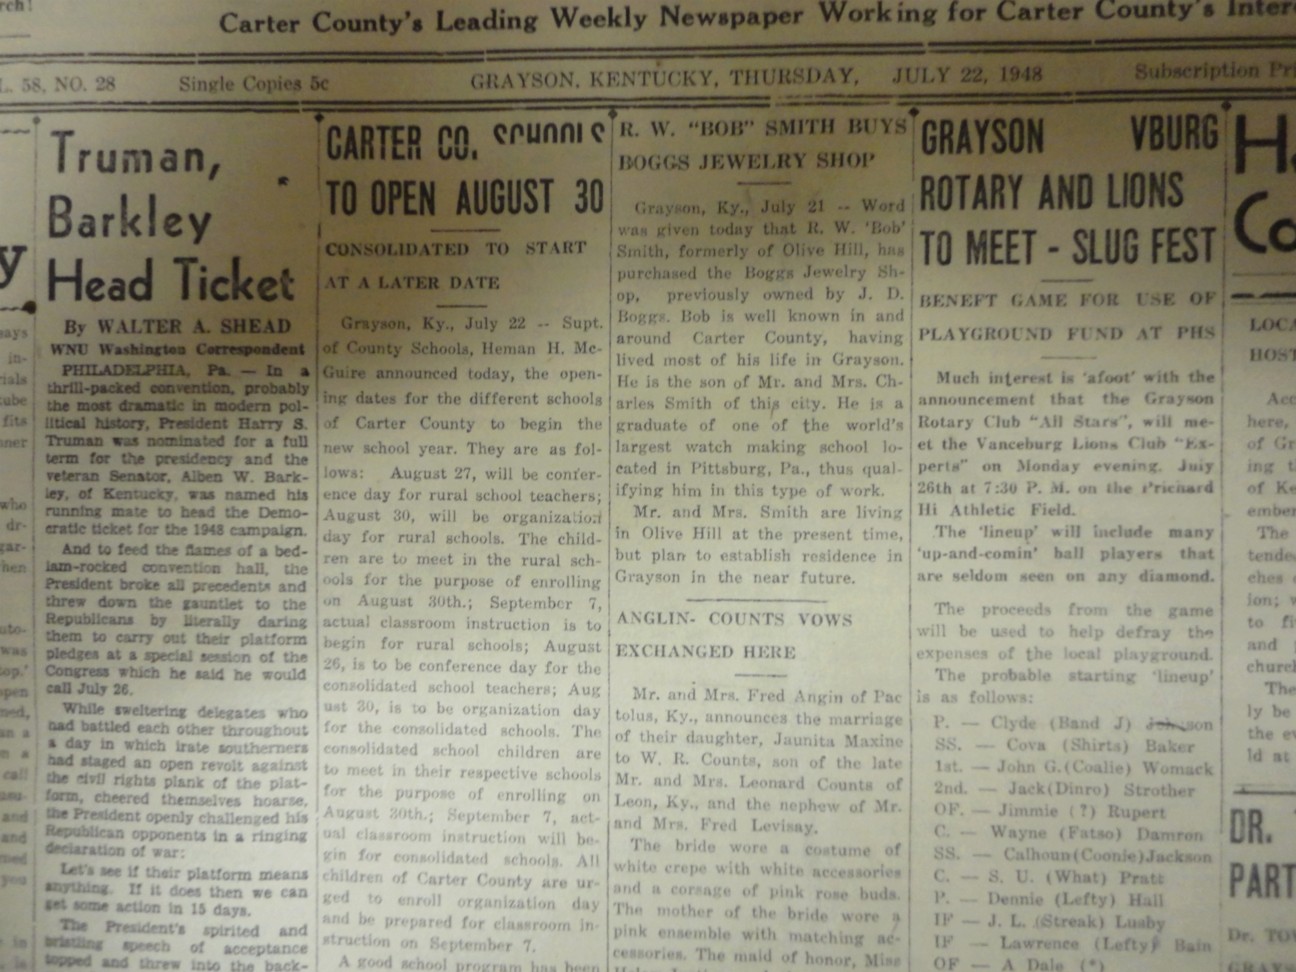 rch!
Carter County's Leading Weekly Newspaper Working for Carter County's Inter
L. 58, NO. 28 Single Copies 5c GRAYSON, KENTUCKY, THURSDAY, JULY 22, 1948 Subscription Pri
Truman,
Barkley
Head Ticket
By WALTER A. SHEAD
WNU Washington Correspondent
PHILADELPHIA, Pa. — In a
thrill-packed convention, probably
the most dramatic in modern pol-
litical history, President Harry S.
Truman was nominated for a full
term for the presidency and the
veteran Senator, Alben W. Bark-
ley, of Kentucky, was named his
running mate to head the Demo-
cratic ticket for the 1948 campaign.
And to feed the flames of a bed-
lam-rocked convention hall, the
President broke all precedents and
threw down the gauntlet to the
Republicans by literally daring
them to carry out their platform
pledges at a special session of the
Congress which he said he would
call July 26.
While sweltering delegates who
had battled each other throughout
a day in which irate southerners
had staged an open revolt against
the civil rights plank of the plat-
form, cheered themselves hoarse,
the President openly challenged his
Republican opponents in a ringing
declaration of war:
Let's see if their platform means
anything. If it does then we can
get some action in 15 days.
The President's spirited and
bristling speech of acceptance
topped and threw into the back-
CARTER CO. SCHOOLS
TO OPEN AUGUST 30
CONSOLIDATED TO START
AT A LATER DATE
Grayson, Ky., July 22 -- Supt.
of County Schools, Heman H. Mc-
Guire announced today, the open-
ing dates for the different schools
of Carter County to begin the
new school year. They are as fol-
lows: August 27, will be confer-
ence day for rural school teachers;
August 30, will be organization
day for rural schools. The child-
ren are to meet in the rural sch-
ools for the purpose of enrolling
on August 30th.; September 7,
actual classroom instruction is to
begin for rural schools; August
26, is to be conference day for the
consolidated school teachers; Aug
ust 30, is to be organization day
for the consolidated schools. The
consolidated school children are
to meet in their respective schools
for the purpose of enrolling on
August 30th.; September 7, act-
ual classroom instruction will be-
gin for consolidated schools. All
children of Carter County are ur-
ged to enroll organization day
and be prepared for classroom in-
struction on September 7.
A good school program has been
R. W. "BOB" SMITH BUYS
BOGGS JEWELRY SHOP
Grayson, Ky., July 21 -- Word
was given today that R. W. 'Bob'
Smith, formerly of Olive Hill, has
purchased the Boggs Jewelry Sh-
op, previously owned by J. D.
Boggs. Bob is well known in and
around Carter County, having
lived most of his life in Grayson.
He is the son of Mr. and Mrs. Ch-
arles Smith of this city. He is a
graduate of one of the world's
largest watch making school lo-
cated in Pittsburg, Pa., thus qual-
ifying him in this type of work.
Mr. and Mrs. Smith are living
in Olive Hill at the present time,
but plan to establish residence in
Grayson in the near future.
ANGLIN- COUNTS VOWS
EXCHANGED HERE
Mr. and Mrs. Fred Angin of Pac
tolus, Ky., announces the marriage
of their daughter, Jaunita Maxine
to W. R. Counts, son of the late
Mr. and Mrs. Leonard Counts of
Leon, Ky., and the nephew of Mr.
and Mrs. Fred Levisay.
The bride wore a costume of
white crepe with white accessories
and a corsage of pink rose buds.
The mother of the bride wore a
pink ensemble with matching ac-
cessories. The maid of honor, Miss
GRAYSON VBURG
ROTARY AND LIONS
TO MEET - SLUG FEST
BENEFT GAME FOR USE OF
PLAYGROUND FUND AT PHS
Much interest is 'afoot' with the
announcement that the Grayson
Rotary Club "All Stars", will me-
et the Vanceburg Lions Club "Ex-
perts" on Monday evening. July
26th at 7:30 P. M. on the Prichard
Hi Athletic Field.
The 'lineup' will include many
'up-and-comin' ball players that
are seldom seen on any diamond.
The proceeds from the game
will be used to help defray the
expenses of the local playground.
The probable starting 'lineup'
is as follows:
P. — Clyde (Band J) Johnson
SS. — Cova (Shirts) Baker
1st. — John G.(Coalie) Womack
2nd. — Jack(Dinro) Strother
OF. — Jimmie (?) Rupert
C. — Wayne (Fatso) Damron
SS. — Calhoun(Coonie)Jackson
C. — S. U. (What) Pratt
P. — Dennie (Lefty) Hall
IF — J. L. (Streak) Lusby
IF — Lawrence (Lefty) Bain
OF — A Dale (*)
H
Co
LOCA
HOST
Acc
here,
of Gr
ing t
of Ke
ember
The
tende
eches
ion; w
to fi
and
church
The
ly be
the ev
ld at
DR.
PART
Dr. TO